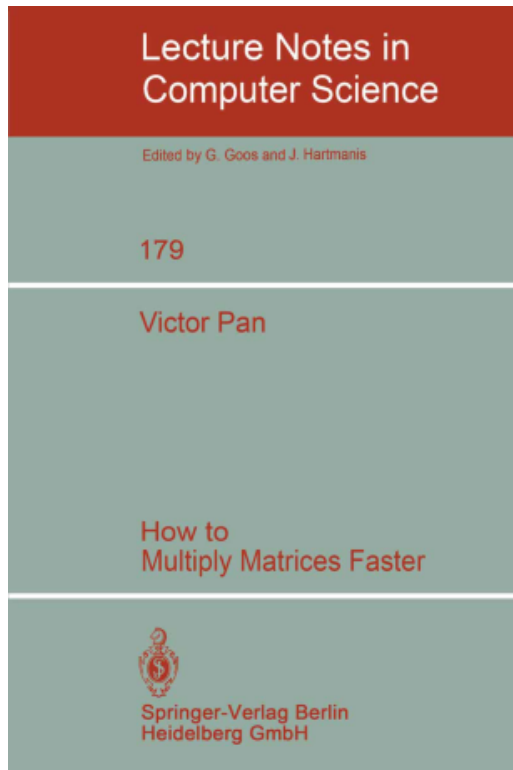 Lecture Notes in
Computer Science
Edited by G. Goos and J. Hartmanis
179
Victor Pan
How to
Multiply Matrices Faster
Springer-Verlag Berlin
Heidelberg GmbH